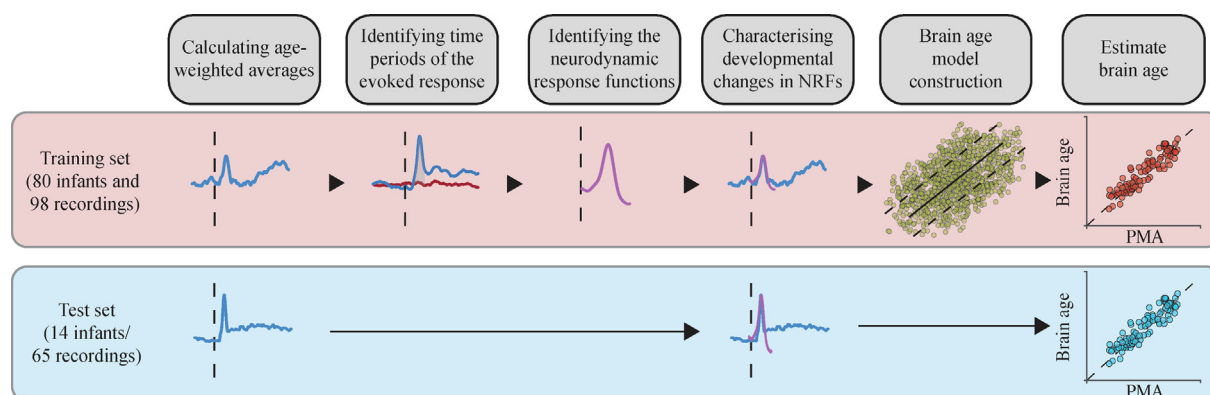 Calculating age-
weighted averages
Identifying time
periods of the
evoked response
Identifying the
neurodynamic
response functions
Characterising
developmental
changes in NRFs
Brain age
model
construction
Estimate
brain age
Training set
(80 infants and
98 recordings)
Brain age
PMA
Test set
(14 infants/
65 recordings)
Brain age
PMA